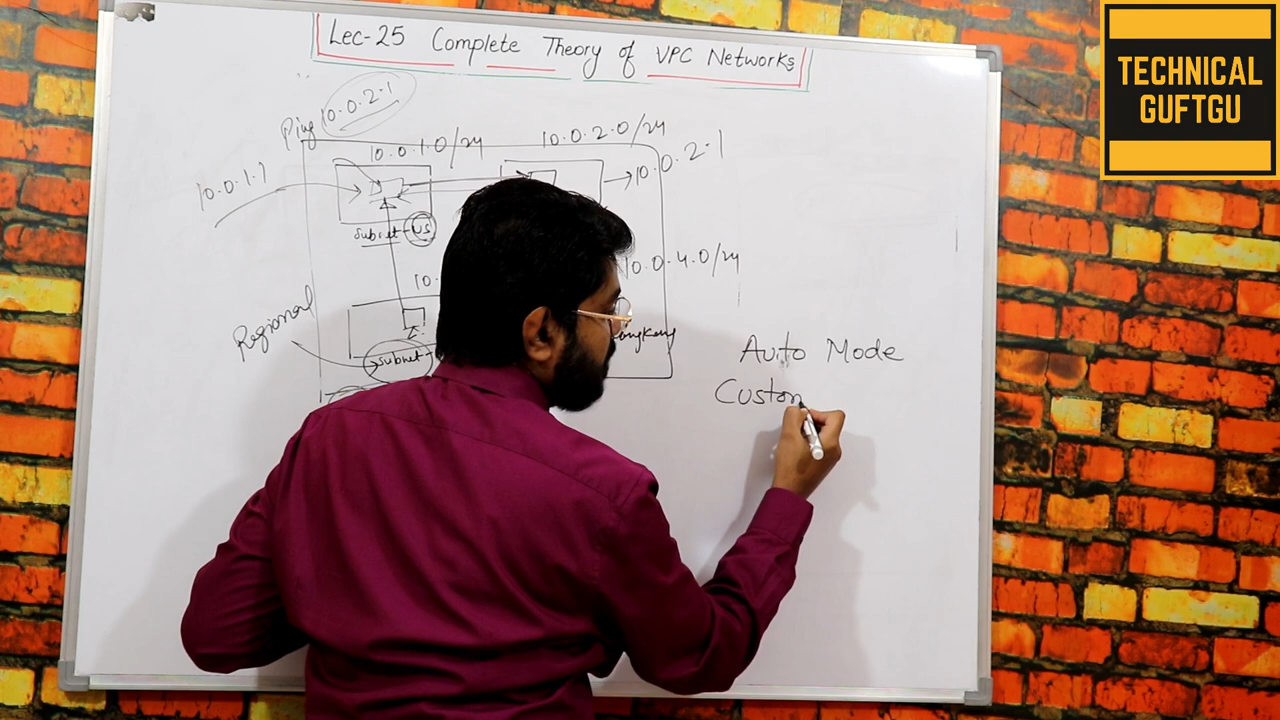 Lec-25 Complete Theory of VPC Networks
TECHNICAL
GUFTGU
Ping 10.0.2.1
10.0.1.0/24
10.0.2.0/24
10.0.1.1
10.0.2.1
Subnet-US
10.
10.0.4.0/24
Regional
Subnet-
ongkong
Auto Mode
Custom